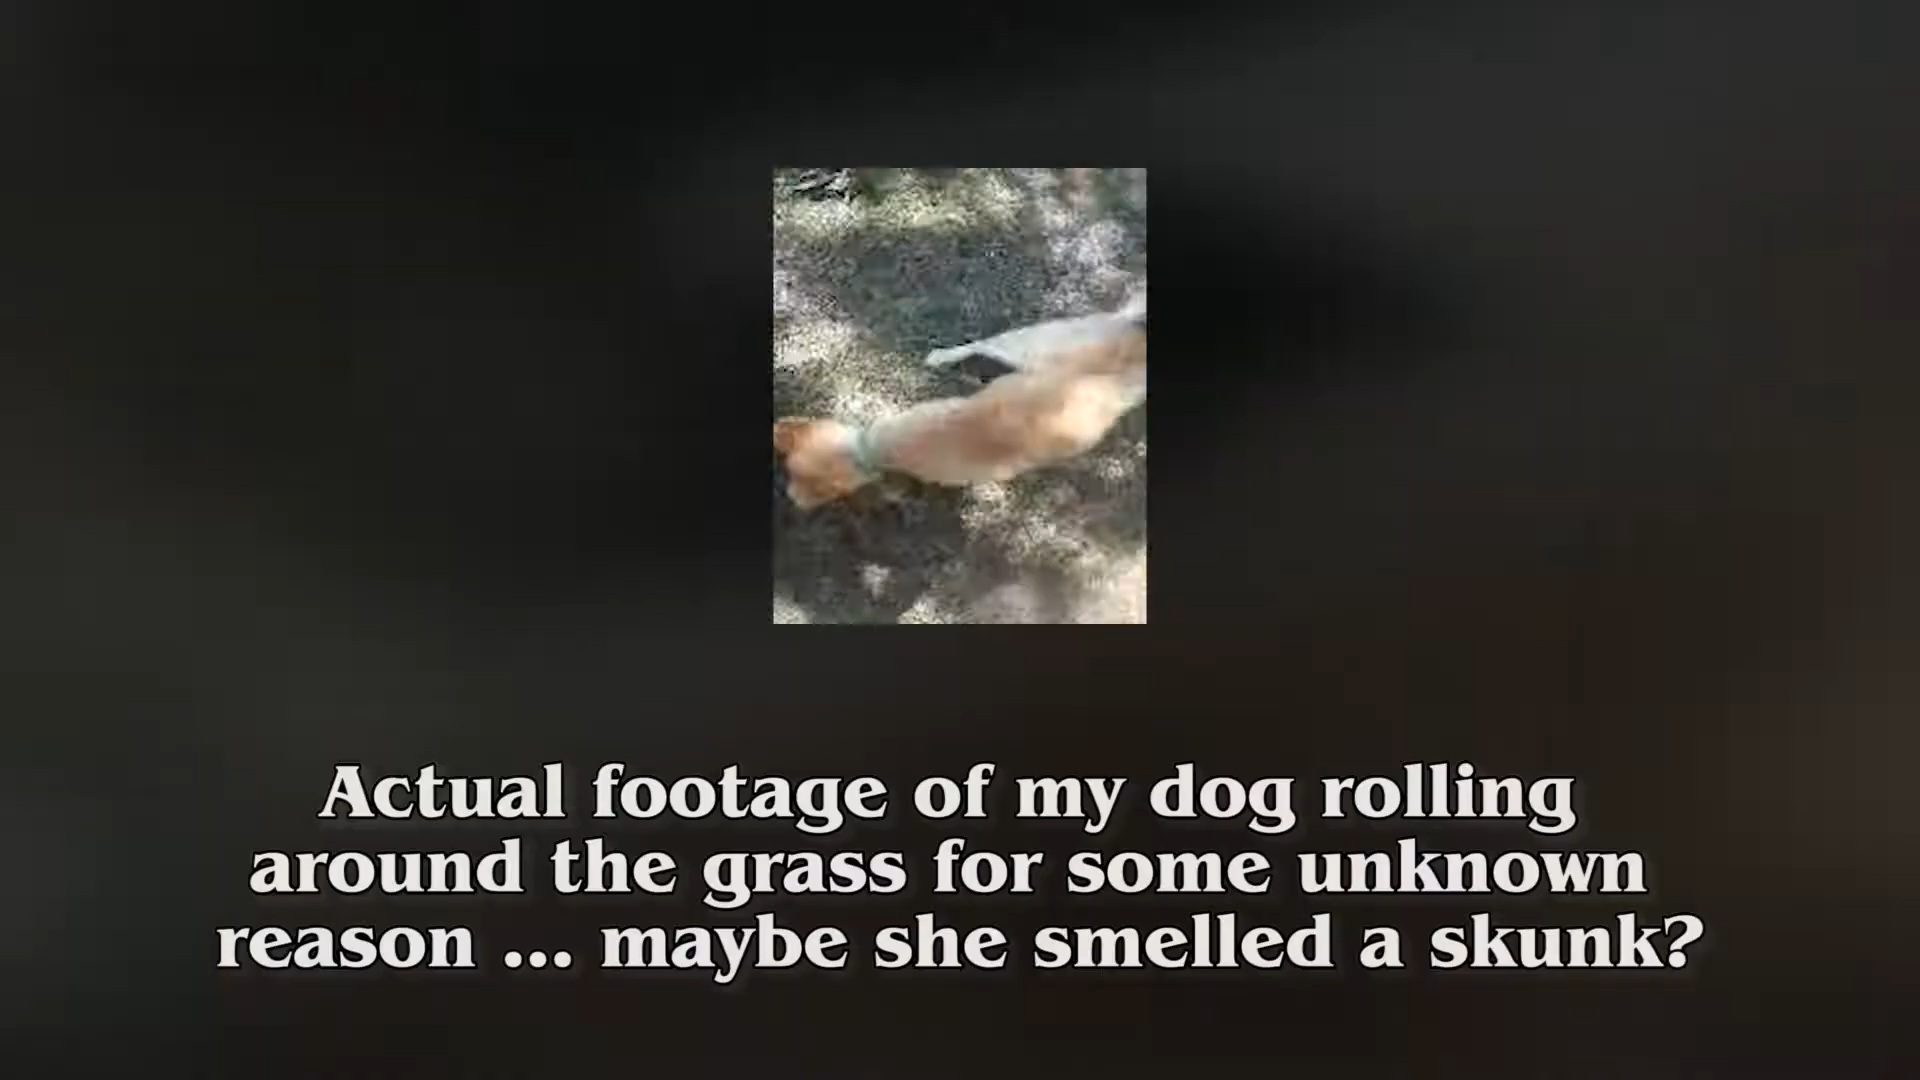 Actual footage of my dog rolling
around the grass for some unknown
reason ... maybe she smelled a skunk?